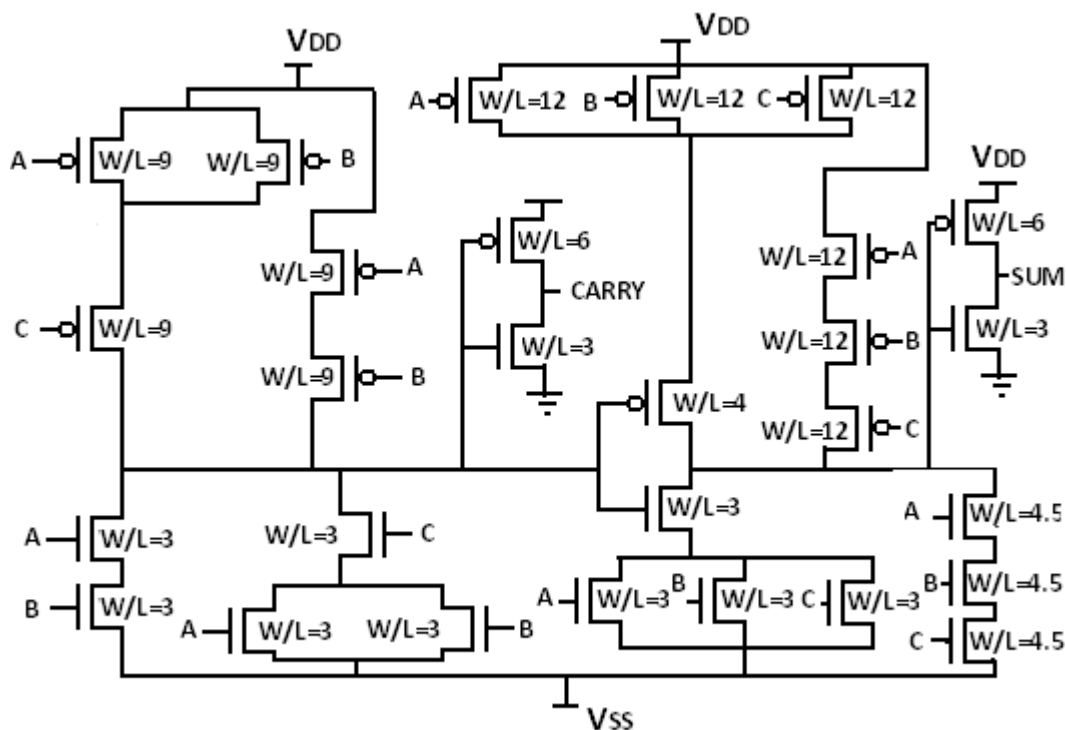 VDD
VDD
A W/L=12 B W/L=12 C W/L=12
A W/L=9 W/L=9 B
VDD
W/L=6 W/L=6
W/L=9 A W/L=12 A
CARRY SUM
C W/L=9 W/L=3 W/L=12 B W/L=3
W/L=9 B
W/L=4 W/L=12 C
A W/L=3 W/L=3 C W/L=3 A W/L=4.5
B W/L=3 A W/L=3 W/L=3 B A W/L=3 B W/L=3 C W/L=3 B W/L=4.5
C W/L=4.5
VSS